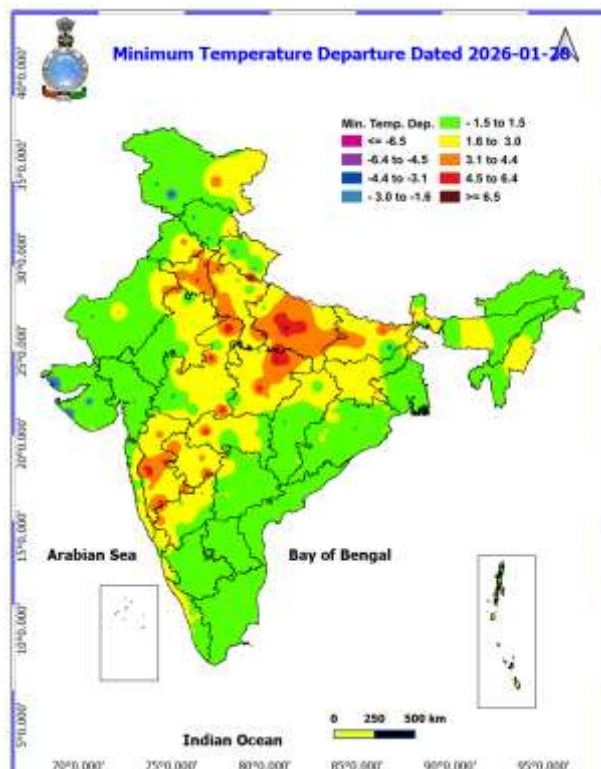 Minimum Temperature Departure Dated 2026-01-28
Min. Temp. Dep.
<= -6.5
-6.4 to -4.5
-4.4 to -3.1
- 3.0 to -1.6
- 1.5 to 1.5
1.6 to 3.0
3.1 to 4.4
4.5 to 6.4
>= 6.5
40°0.000'
35°0.000'
30°0.000'
25°0.000'
20°0.000'
15°0.000'
10°0.000'
5°0.000'
Arabian Sea
Bay of Bengal
Indian Ocean
0 250 500 km
70°0.000' 75°0.000' 80°0.000' 85°0.000' 90°0.000' 95°0.000'